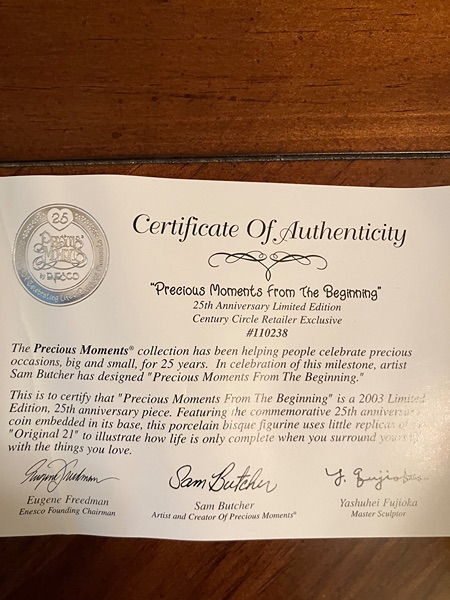 25
Precious
Moments
by ENESCO
Celebrating Life's
Certificate Of Authenticity
"Precious Moments From The Beginning"
25th Anniversary Limited Edition
Century Circle Retailer Exclusive
#110238
The Precious Moments® collection has been helping people celebrate precious
occasions, big and small, for 25 years. In celebration of this milestone, artist
Sam Butcher has designed "Precious Moments From The Beginning."
This is to certify that "Precious Moments From The Beginning" is a 2003 Limited
Edition, 25th anniversary piece. Featuring the commemorative 25th anniversary
coin embedded in its base, this porcelain bisque figurine uses little replicas of
"Original 21" to illustrate how life is only complete when you surround
with the things you love.
Eugene Freedman
Sam Butcher
Y. Fujioka
Eugene Freedman
Enesco Founding Chairman
Sam Butcher
Artist and Creator Of Precious Moments®
Yashuhei Fujioka
Master Sculptor